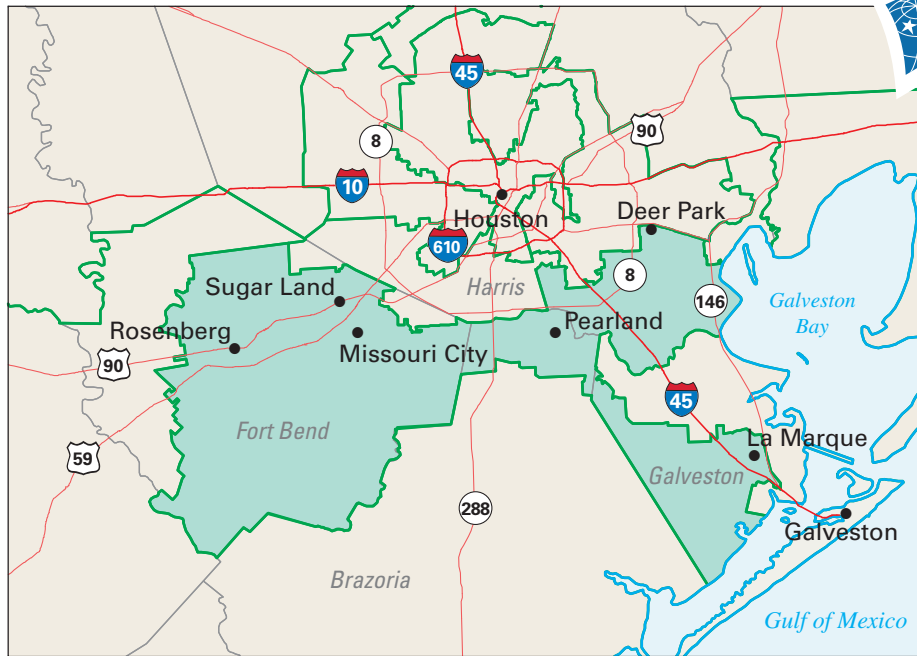 45
90
8
10
Houston
Deer Park
610
Harris
8
Sugar Land
146
Galveston
Bay
Rosenberg
Pearland
Missouri City
90
45
Fort Bend
La Marque
59
Galveston
288
Galveston
Brazoria
Gulf of Mexico